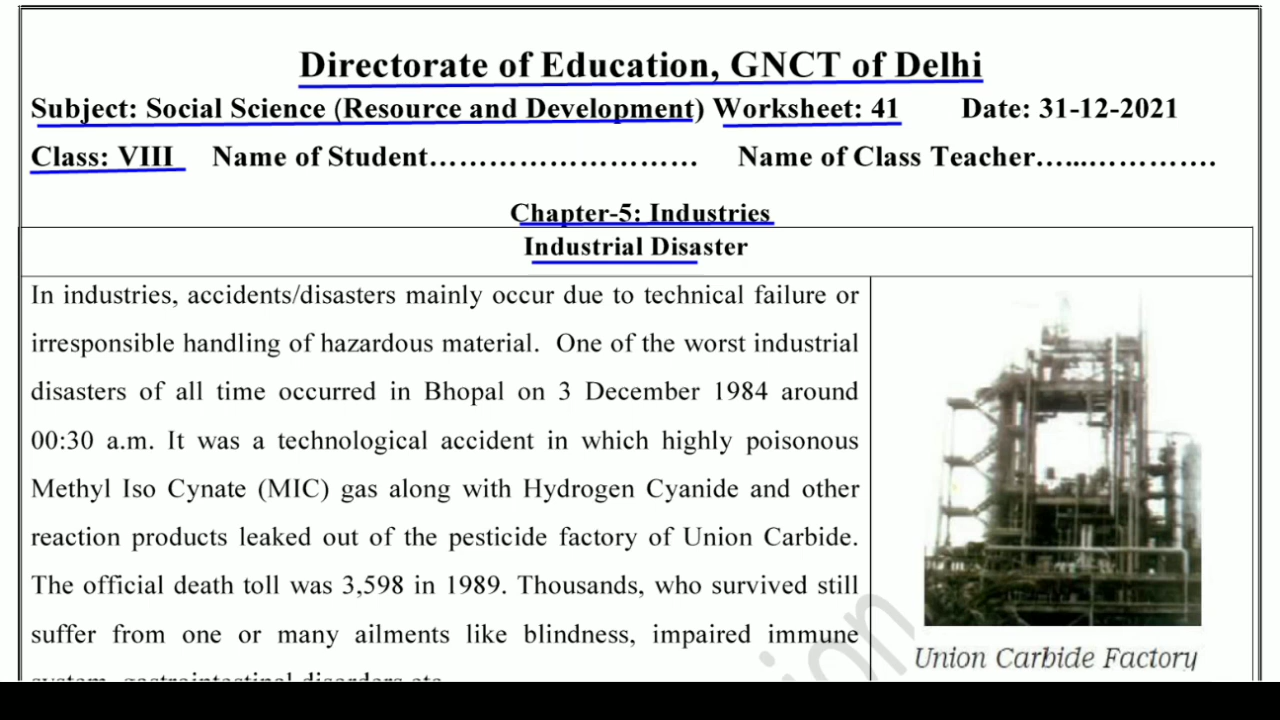 Directorate of Education, GNCT of Delhi
Subject: Social Science (Resource and Development) Worksheet: 41 Date: 31-12-2021
Class: VIII Name of Student………………………… Name of Class Teacher…...………….
Chapter-5: Industries
Industrial Disaster
In industries, accidents/disasters mainly occur due to technical failure or
irresponsible handling of hazardous material. One of the worst industrial
disasters of all time occurred in Bhopal on 3 December 1984 around
00:30 a.m. It was a technological accident in which highly poisonous
Methyl Iso Cynate (MIC) gas along with Hydrogen Cyanide and other
reaction products leaked out of the pesticide factory of Union Carbide.
The official death toll was 3,598 in 1989. Thousands, who survived still
suffer from one or many ailments like blindness, impaired immune
system, gastrointestinal disorders etc.
Union Carbide Factory